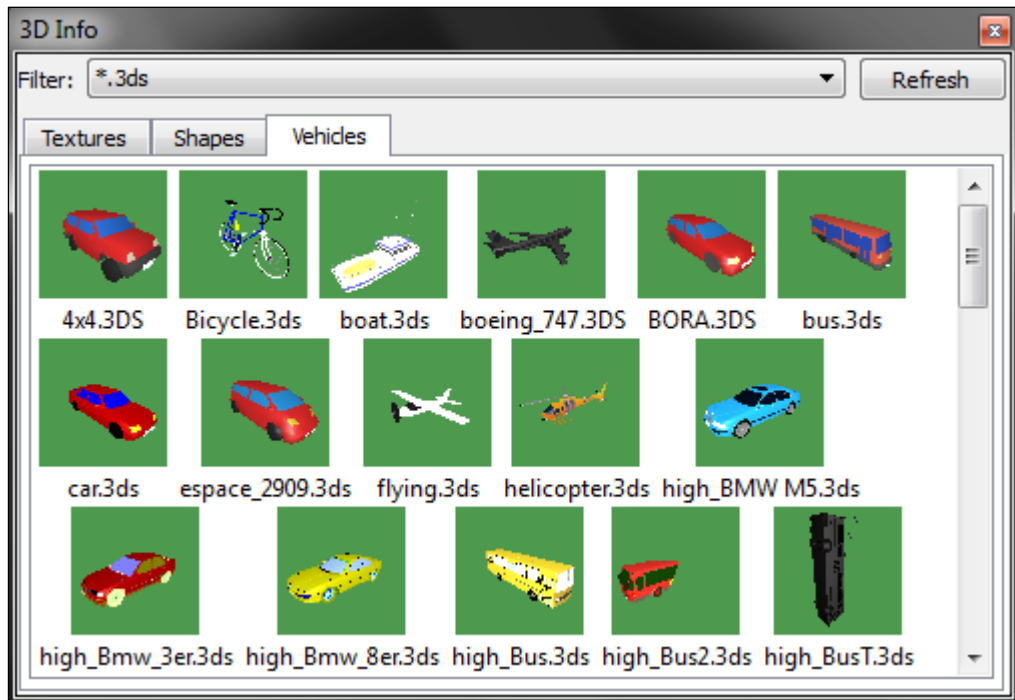 3D Info
Filter: *.3ds Refresh
Textures Shapes Vehicles
4x4.3DS Bicycle.3ds boat.3ds boeing_747.3DS BORA.3DS bus.3ds
car.3ds espace_2909.3ds flying.3ds helicopter.3ds high_BMW M5.3ds
high_Bmw_3er.3ds high_Bmw_8er.3ds high_Bus.3ds high_Bus2.3ds high_BusT.3ds